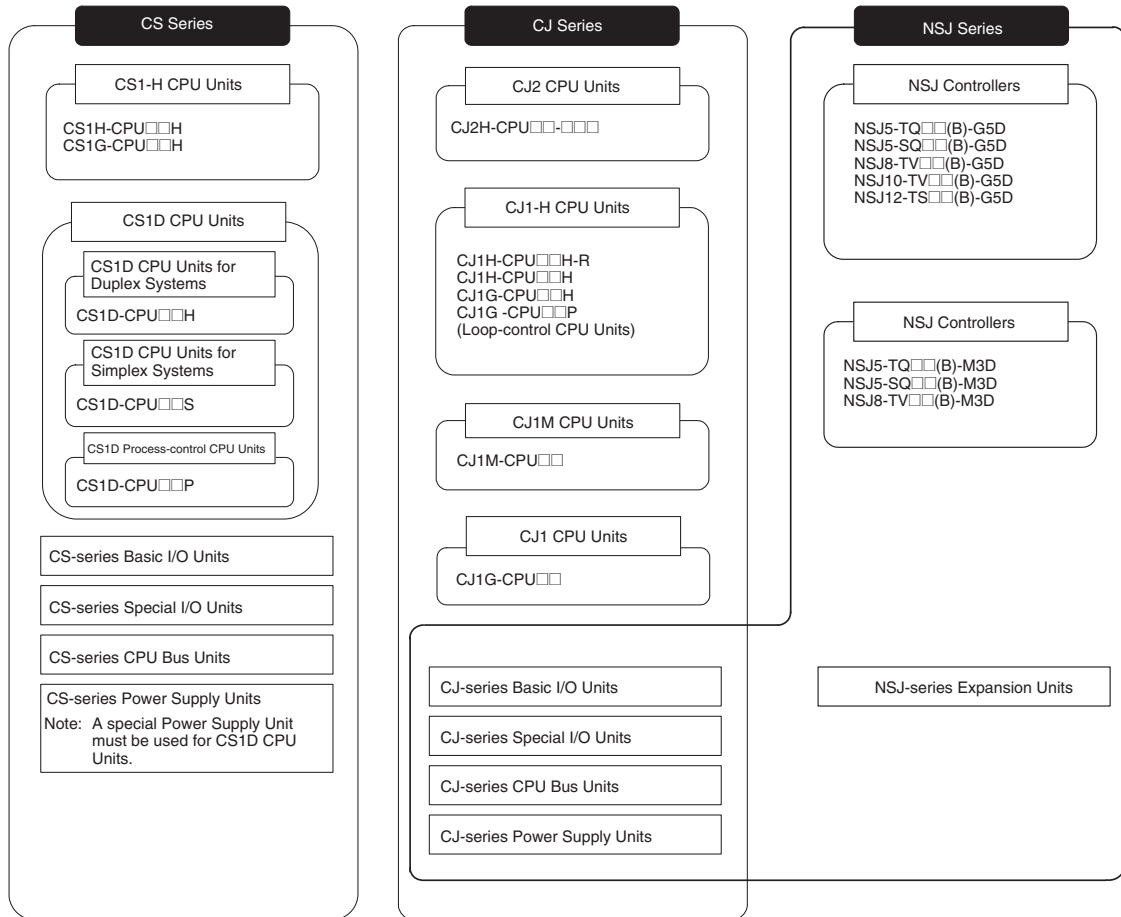 CS Series
CS1-H CPU Units
CS1H-CPU□□H
CS1G-CPU□□H
CS1D CPU Units
CS1D CPU Units for
Duplex Systems
CS1D-CPU□□H
CS1D CPU Units for
Simplex Systems
CS1D-CPU□□S
CS1D Process-control CPU Units
CS1D-CPU□□P
CS-series Basic I/O Units
CS-series Special I/O Units
CS-series CPU Bus Units
CS-series Power Supply Units
Note: A special Power Supply Unit
must be used for CS1D CPU
Units.
CJ Series
CJ2 CPU Units
CJ2H-CPU□□-□□□
CJ1-H CPU Units
CJ1H-CPU□□H-R
CJ1H-CPU□□H
CJ1G-CPU□□H
CJ1G -CPU□□P
(Loop-control CPU Units)
CJ1M CPU Units
CJ1M-CPU□□
CJ1 CPU Units
CJ1G-CPU□□
CJ-series Basic I/O Units
CJ-series Special I/O Units
CJ-series CPU Bus Units
CJ-series Power Supply Units
NSJ Series
NSJ Controllers
NSJ5-TQ□□(B)-G5D
NSJ5-SQ□□(B)-G5D
NSJ8-TV□□(B)-G5D
NSJ10-TV□□(B)-G5D
NSJ12-TS□□(B)-G5D
NSJ Controllers
NSJ5-TQ□□(B)-M3D
NSJ5-SQ□□(B)-M3D
NSJ8-TV□□(B)-M3D
NSJ-series Expansion Units